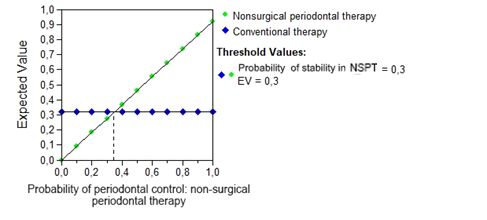 1,0
0,9
0,8
0,7
0,6
0,5
0,4
0,3
0,2
0,1
0,0
Expected Value
0,0 0,2 0,4 0,6 0,8 1,0
Probability of periodontal control: non-surgical
periodontal therapy
Nonsurgical periodontal therapy
Conventional therapy
Threshold Values:
Probability of stability in NSPT = 0,3
EV = 0,3